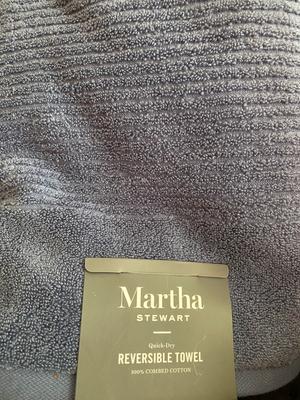 Martha
STEWART
Quick-Dry
REVERSIBLE TOWEL
100% COMBED COTTON